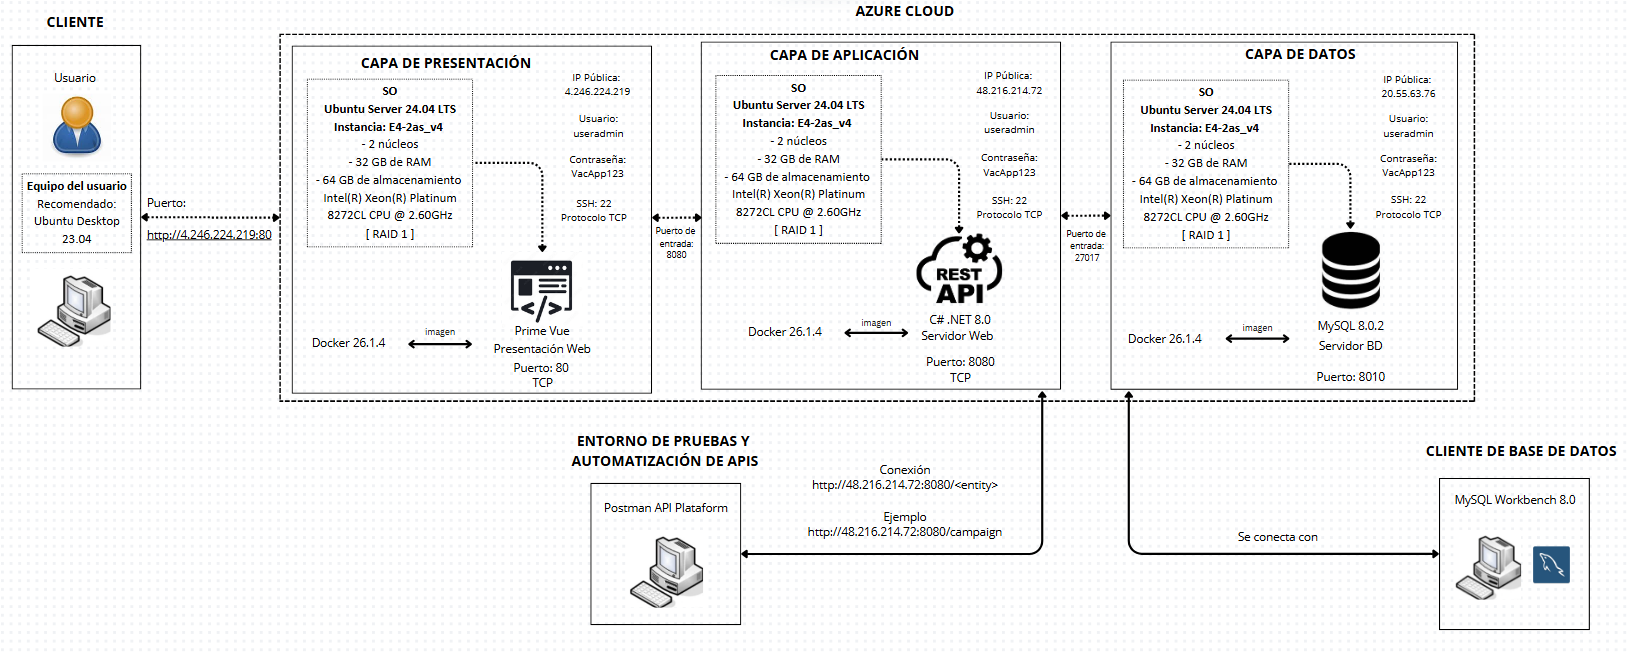 CLIENTE
Usuario
Equipo del usuario
Recomendado:
Ubuntu Desktop
23.04
Puerto:
http://4.246.224.219:80
AZURE CLOUD
CAPA DE PRESENTACIÓN
SO
Ubuntu Server 24.04 LTS
Instancia: E4-2as_v4
- 2 núcleos
- 32 GB de RAM
- 64 GB de almacenamiento
Intel(R) Xeon(R) Platinum
8272CL CPU @ 2.60GHz
[ RAID 1 ]
IP Pública:
4.246.224.219
Usuario:
useradmin
Contraseña:
VacApp123
SSH: 22
Protocolo TCP
Docker 26.1.4
imagen
Prime Vue
Presentación Web
Puerto: 80
TCP
Puerto de
entrada:
8080
CAPA DE APLICACIÓN
SO
Ubuntu Server 24.04 LTS
Instancia: E4-2as_v4
- 2 núcleos
- 32 GB de RAM
- 64 GB de almacenamiento
Intel(R) Xeon(R) Platinum
8272CL CPU @ 2.60GHz
[ RAID 1 ]
IP Pública:
48.216.214.72
Usuario:
useradmin
Contraseña:
VacApp123
SSH: 22
Protocolo TCP
REST
API
Docker 26.1.4
imagen
C# .NET 8.0
Servidor Web
Puerto: 8080
TCP
Puerto de
entrada:
27017
CAPA DE DATOS
SO
Ubuntu Server 24.04 LTS
Instancia: E4-2as_v4
- 2 núcleos
- 32 GB de RAM
- 64 GB de almacenamiento
Intel(R) Xeon(R) Platinum
8272CL CPU @ 2.60GHz
[ RAID 1 ]
IP Pública:
20.55.63.76
Usuario:
useradmin
Contraseña:
VacApp123
SSH: 22
Protocolo TCP
Docker 26.1.4
imagen
MySQL 8.0.2
Servidor BD
Puerto: 8010
ENTORNO DE PRUEBAS Y
AUTOMATIZACIÓN DE APIS
Postman API Plataform
Conexión
http://48.216.214.72:8080/<entity>
Ejemplo
http://48.216.214.72:8080/campaign
CLIENTE DE BASE DE DATOS
MySQL Workbench 8.0
Se conecta con